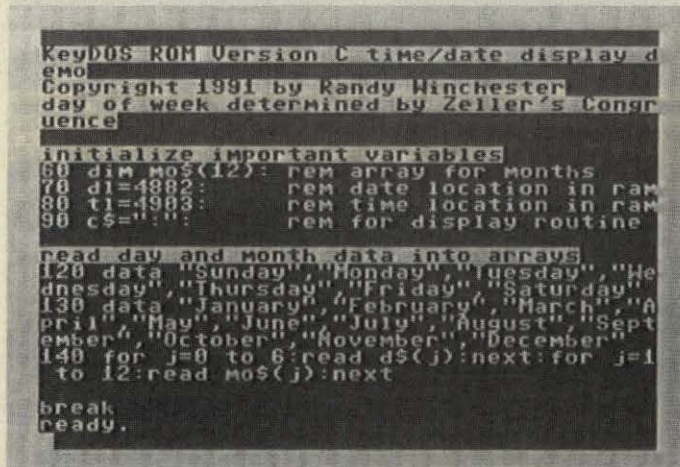 KeyDOS ROM Version C time/date display d
emo
Copyright 1991 by Randy Winchester
day of week determined by Zeller's Congr
uence
initialize important variables
60 dim mo$(12): rem array for months
70 dl=4882: rem date location in ram
80 tl=4903: rem time location in ram
90 c$=":": rem for display routine
read day and month data into arrays
120 data "Sunday","Monday","Tuesday","We
dnesday","Thursday","Friday","Saturday"
130 data "January","February","March","A
pril","May","June","July","August","Sept
ember","October","November","December"
140 for j=0 to 6:read d$(j):next:for j=1
 to 12:read mo$(j):next
break
ready.